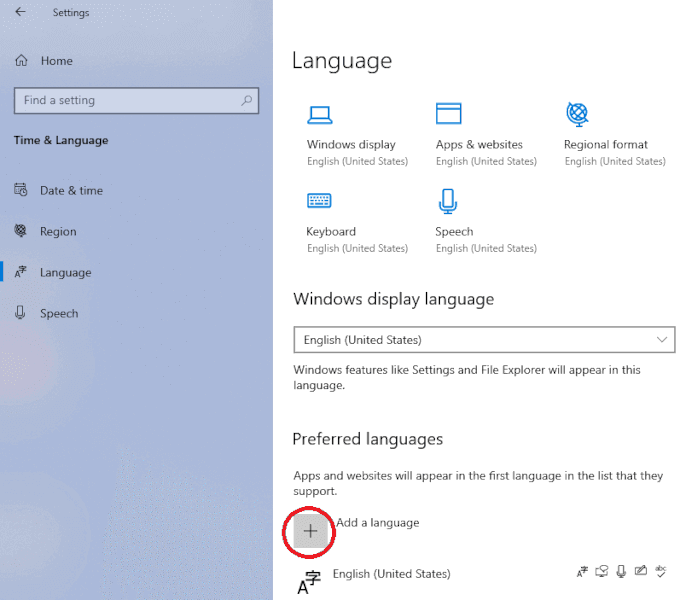 Settings
Home
Find a setting
Time & Language
Date & time
Region
Language
Speech
Language
Windows display
English (United States)
Apps & websites
English (United States)
Regional format
English (United States)
Keyboard
English (United States)
Speech
English (United States)
Windows display language
English (United States)
Windows features like Settings and File Explorer will appear in this
language.
Preferred languages
Apps and websites will appear in the first language in the list that they
support.
Add a language
English (United States)